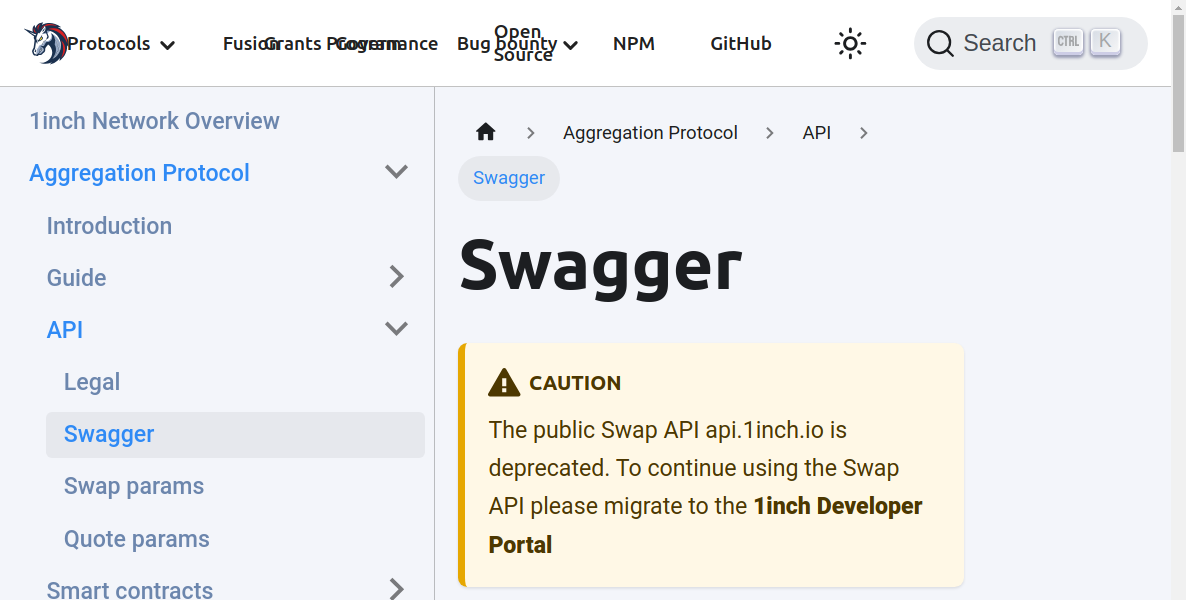 Protocols
Fusion
Grants Program
Governance
Bug bounty
Open
Source
NPM
GitHub
Search
CTRL
K
1inch Network Overview
Aggregation Protocol
Introduction
Guide
API
Legal
Swagger
Swap params
Quote params
Smart contracts
Aggregation Protocol
API
Swagger
Swagger
CAUTION
The public Swap API api.1inch.io is
deprecated. To continue using the Swap
API please migrate to the 1inch Developer
Portal